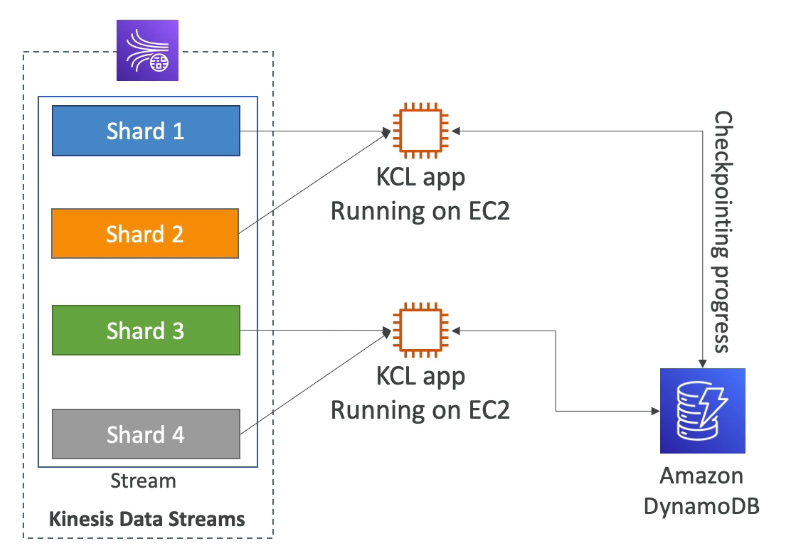 Shard 1
Shard 2
Shard 3
Shard 4
Stream
Kinesis Data Streams
KCL app
Running on EC2
KCL app
Running on EC2
Checkpointing progress
Amazon
DynamoDB